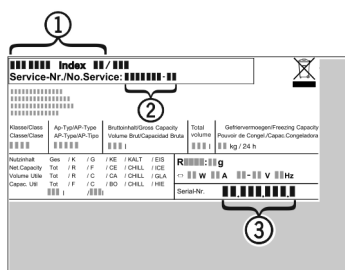 1
Index /
Service-Nr./No.Service: -
2
Klasse/Class Ap-Typ/AP-Type Bruttoinhalt/Gross Capacity Total Gefriervermoegen/Freezing Capacity
Classe/Clase AP-Type/AP-Tipo Volume Brut/Capacidad Bruta volume Pouvoir de Congel./Capac.Congeladora
l l kg / 24 h
Nutzinhalt Ges / K / G / KE / KALT / EIS R : g
Net.Capacity Tot / R / F / CE / CHILL / ICE
Volume Utile Tot / R / C / CA / CHILL / GLA W A - V Hz
Capac. Util Tot / F / C / BO / CHILL / HIE
l / l
Serial-Nr. . . .
3